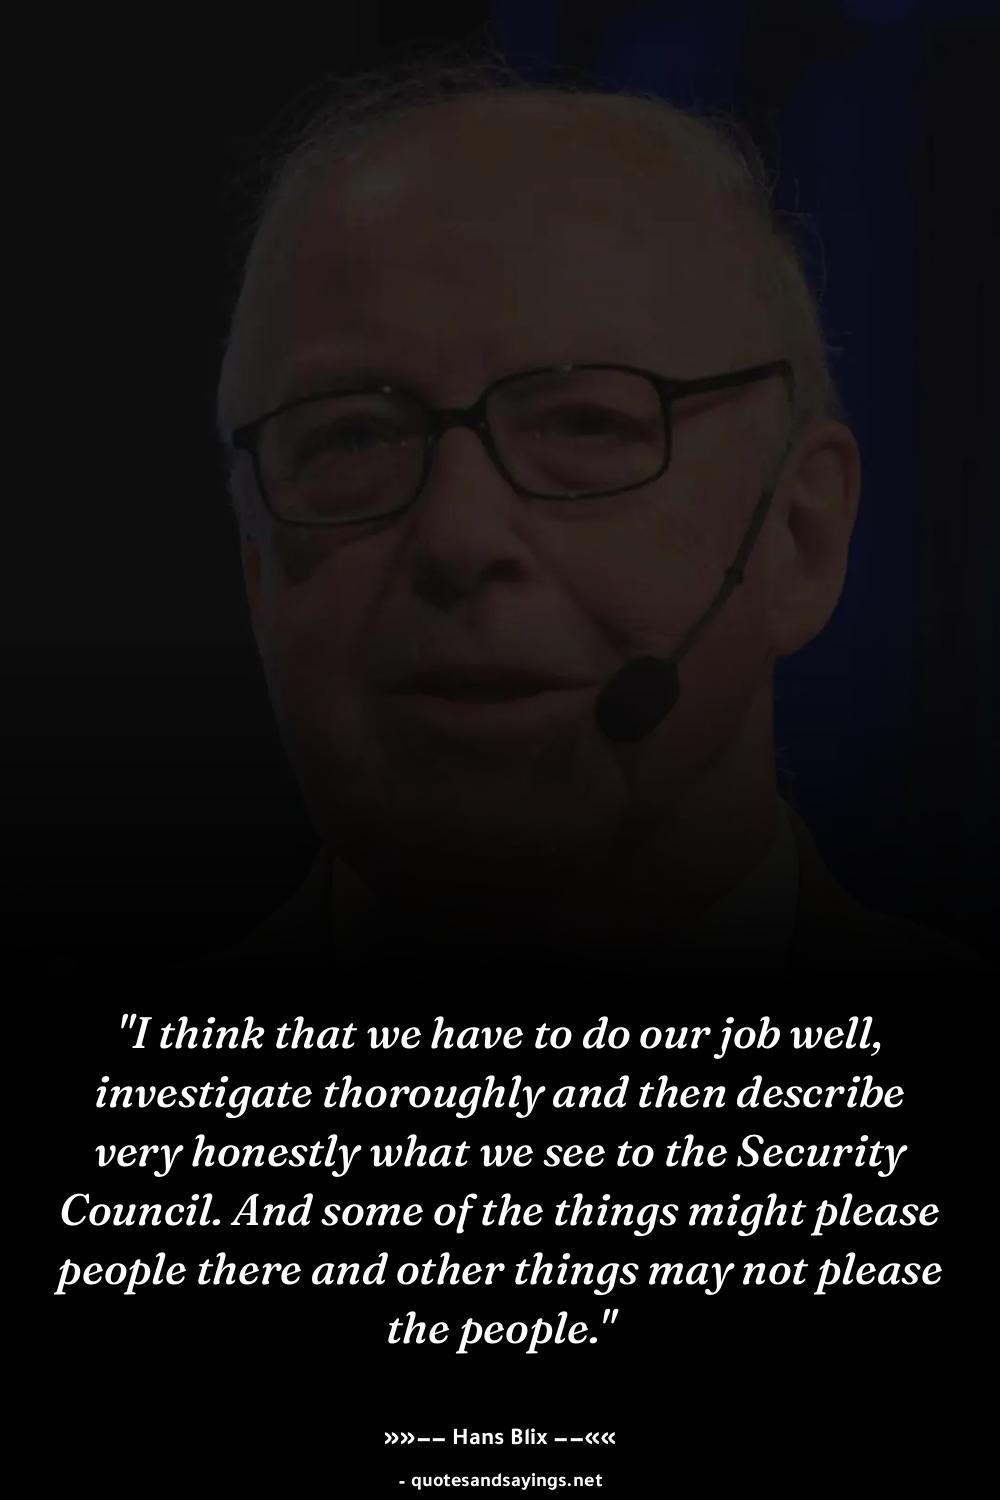 "I think that we have to do our job well,
investigate thoroughly and then describe
very honestly what we see to the Security
Council. And some of the things might please
people there and other things may not please
the people."
»»–– Hans Blix ––««
- quotesandsayings.net